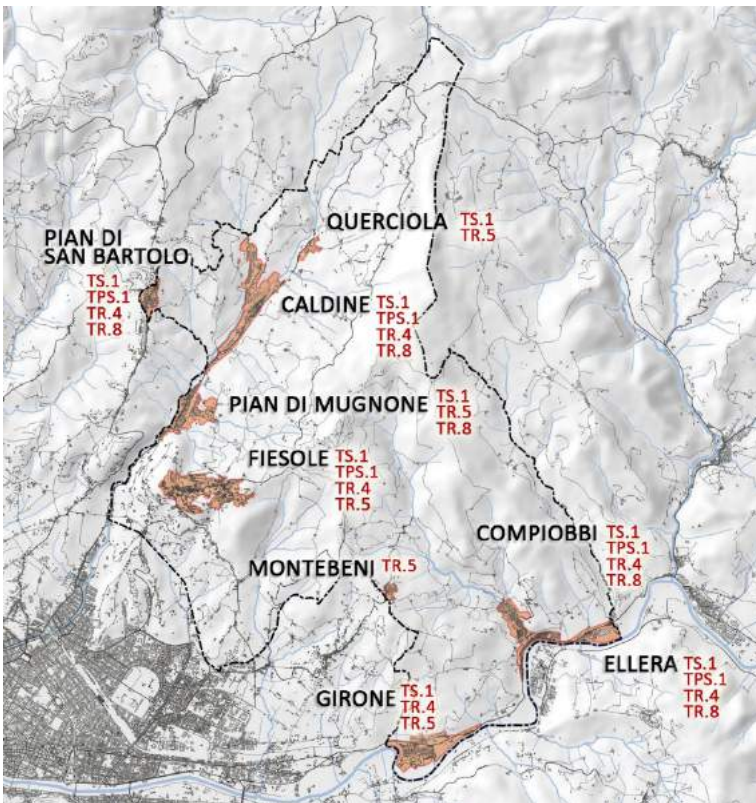 QUERCIOLA TS.1
TR.5
PIAN DI
SAN BARTOLO
TS.1
TPS.1
TR.4
TR.8
CALDINE TS.1
TPS.1
TR.4
TR.8
PIAN DI MUGNONE TS.1
TR.5
TR.8
FIESOLE TS.1
TPS.1
TR.4
TR.5
COMPIOBBI TS.1
TPS.1
TR.4
TR.8
MONTEBENI TR.5
ELLERA TS.1
TPS.1
TR.4
TR.8
GIRONE TS.1
TR.4
TR.5